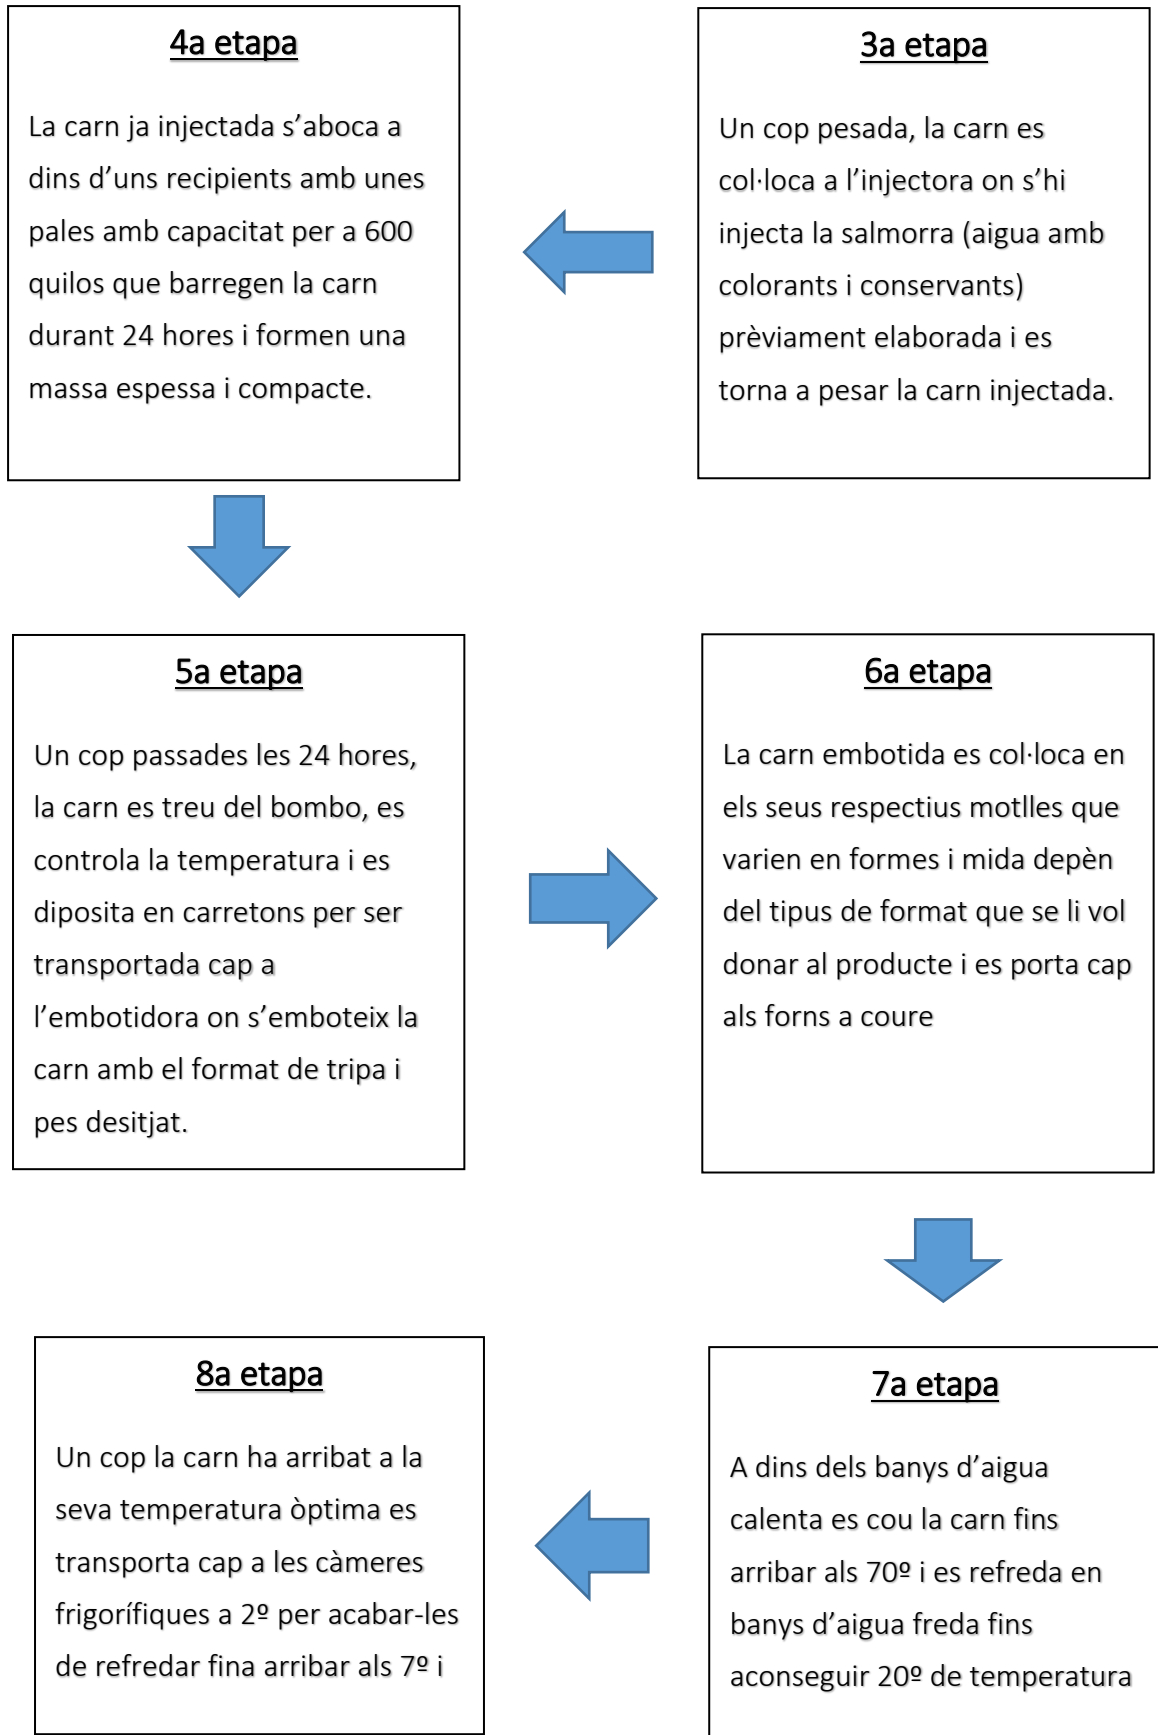 3a etapa
Un cop pesada, la carn es
col·loca a l’injectora on s’hi
injecta la salmorra (aigua amb
colorants i conservants)
prèviament elaborada i es
torna a pesar la carn injectada.
4a etapa
La carn ja injectada s’aboca a
dins d’uns recipients amb unes
pales amb capacitat per a 600
quilos que barregen la carn
durant 24 hores i formen una
massa espessa i compacte.
5a etapa
Un cop passades les 24 hores,
la carn es treu del bombo, es
controla la temperatura i es
diposita en carretons per ser
transportada cap a
l’embotidora on s’emboteix la
carn amb el format de tripa i
pes desitjat.
6a etapa
La carn embotida es col·loca en
els seus respectius motlles que
varien en formes i mida depèn
del tipus de format que se li vol
donar al producte i es porta cap
als forns a coure
7a etapa
A dins dels banys d’aigua
calenta es cou la carn fins
arribar als 70º i es refreda en
banys d’aigua freda fins
aconseguir 20º de temperatura
8a etapa
Un cop la carn ha arribat a la
seva temperatura òptima es
transporta cap a les càmeres
frigorífiques a 2º per acabar-les
de refredar fina arribar als 7º i